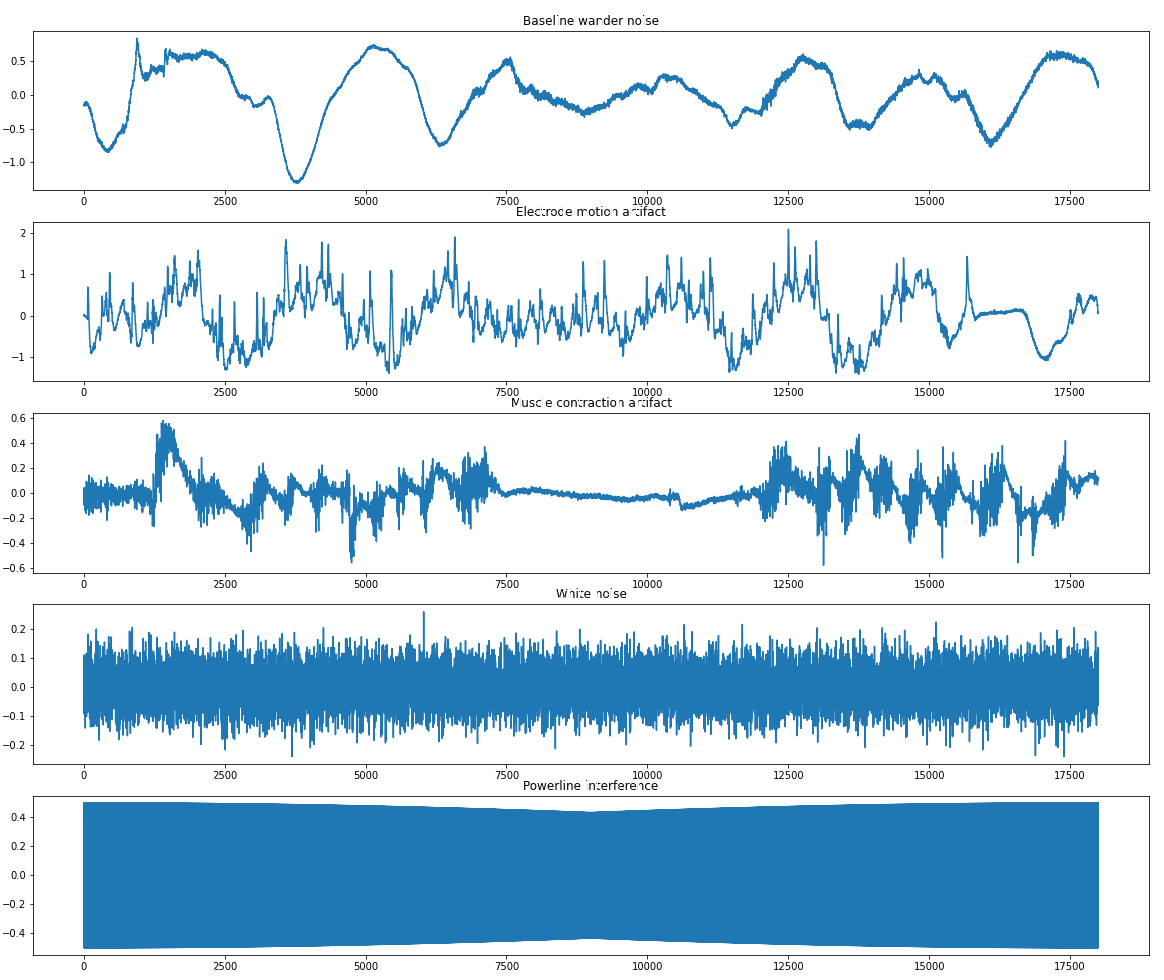 Baseline wander noise
0.5
0.0
−0.5
−1.0
0 2500 5000 7500 10000 12500 15000 17500
Electrode motion artifact
2
1
0
−1
0 2500 5000 7500 10000 12500 15000 17500
Muscle contraction artifact
0.6
0.4
0.2
0.0
−0.2
−0.4
−0.6
0 2500 5000 7500 10000 12500 15000 17500
White noise
0.2
0.1
0.0
−0.1
−0.2
0 2500 5000 7500 10000 12500 15000 17500
Powerline interference
0.4
0.2
0.0
−0.2
−0.4
0 2500 5000 7500 10000 12500 15000 17500